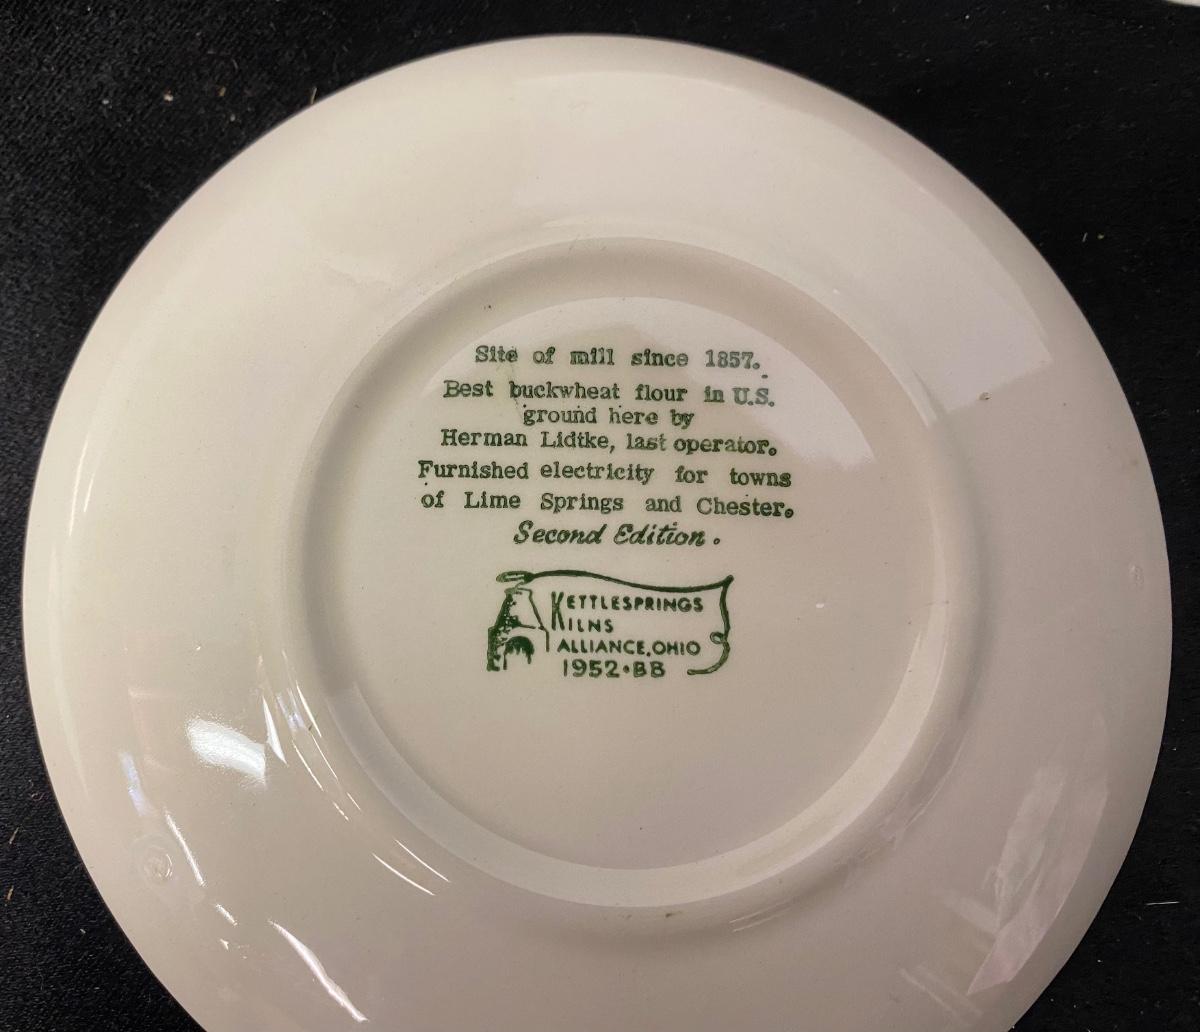 Site of mill since 1857.
Best buckwheat flour in U.S.
ground here by
Herman Lidtke, last operator.
Furnished electricity for towns
of Lime Springs and Chester.
Second Edition.
KETTLESPRINGS
KILNS
ALLIANCE, OHIO
1952•BB